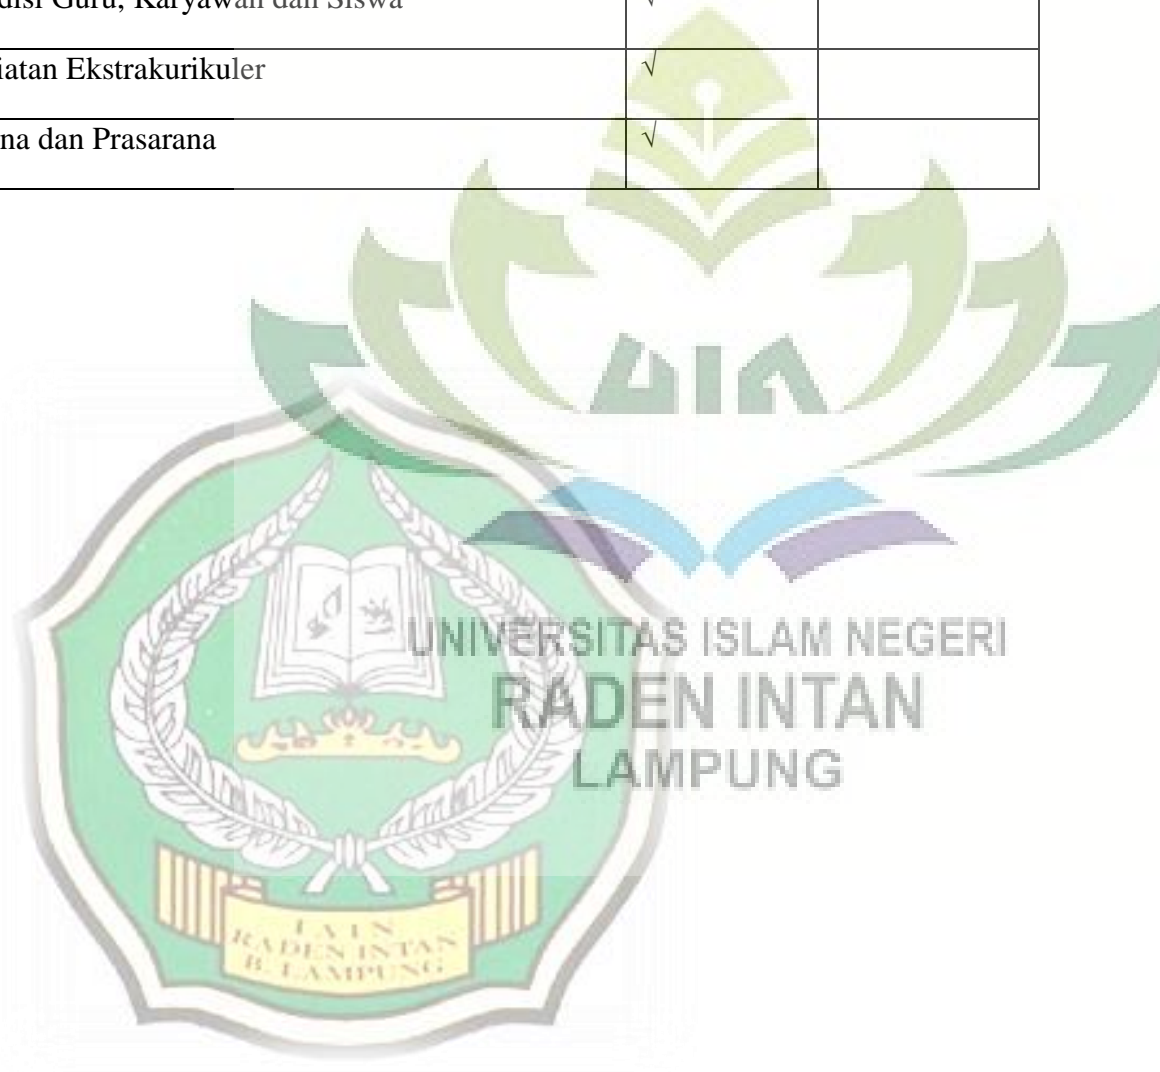 disi Guru, Karyawan dan Siswa √
iatan Ekstrakurikuler √
na dan Prasarana √
UIN
UNIVERSITAS ISLAM NEGERI
RADEN INTAN
LAMPUNG
IAIN
RADEN INTAN
B. LAMPUNG